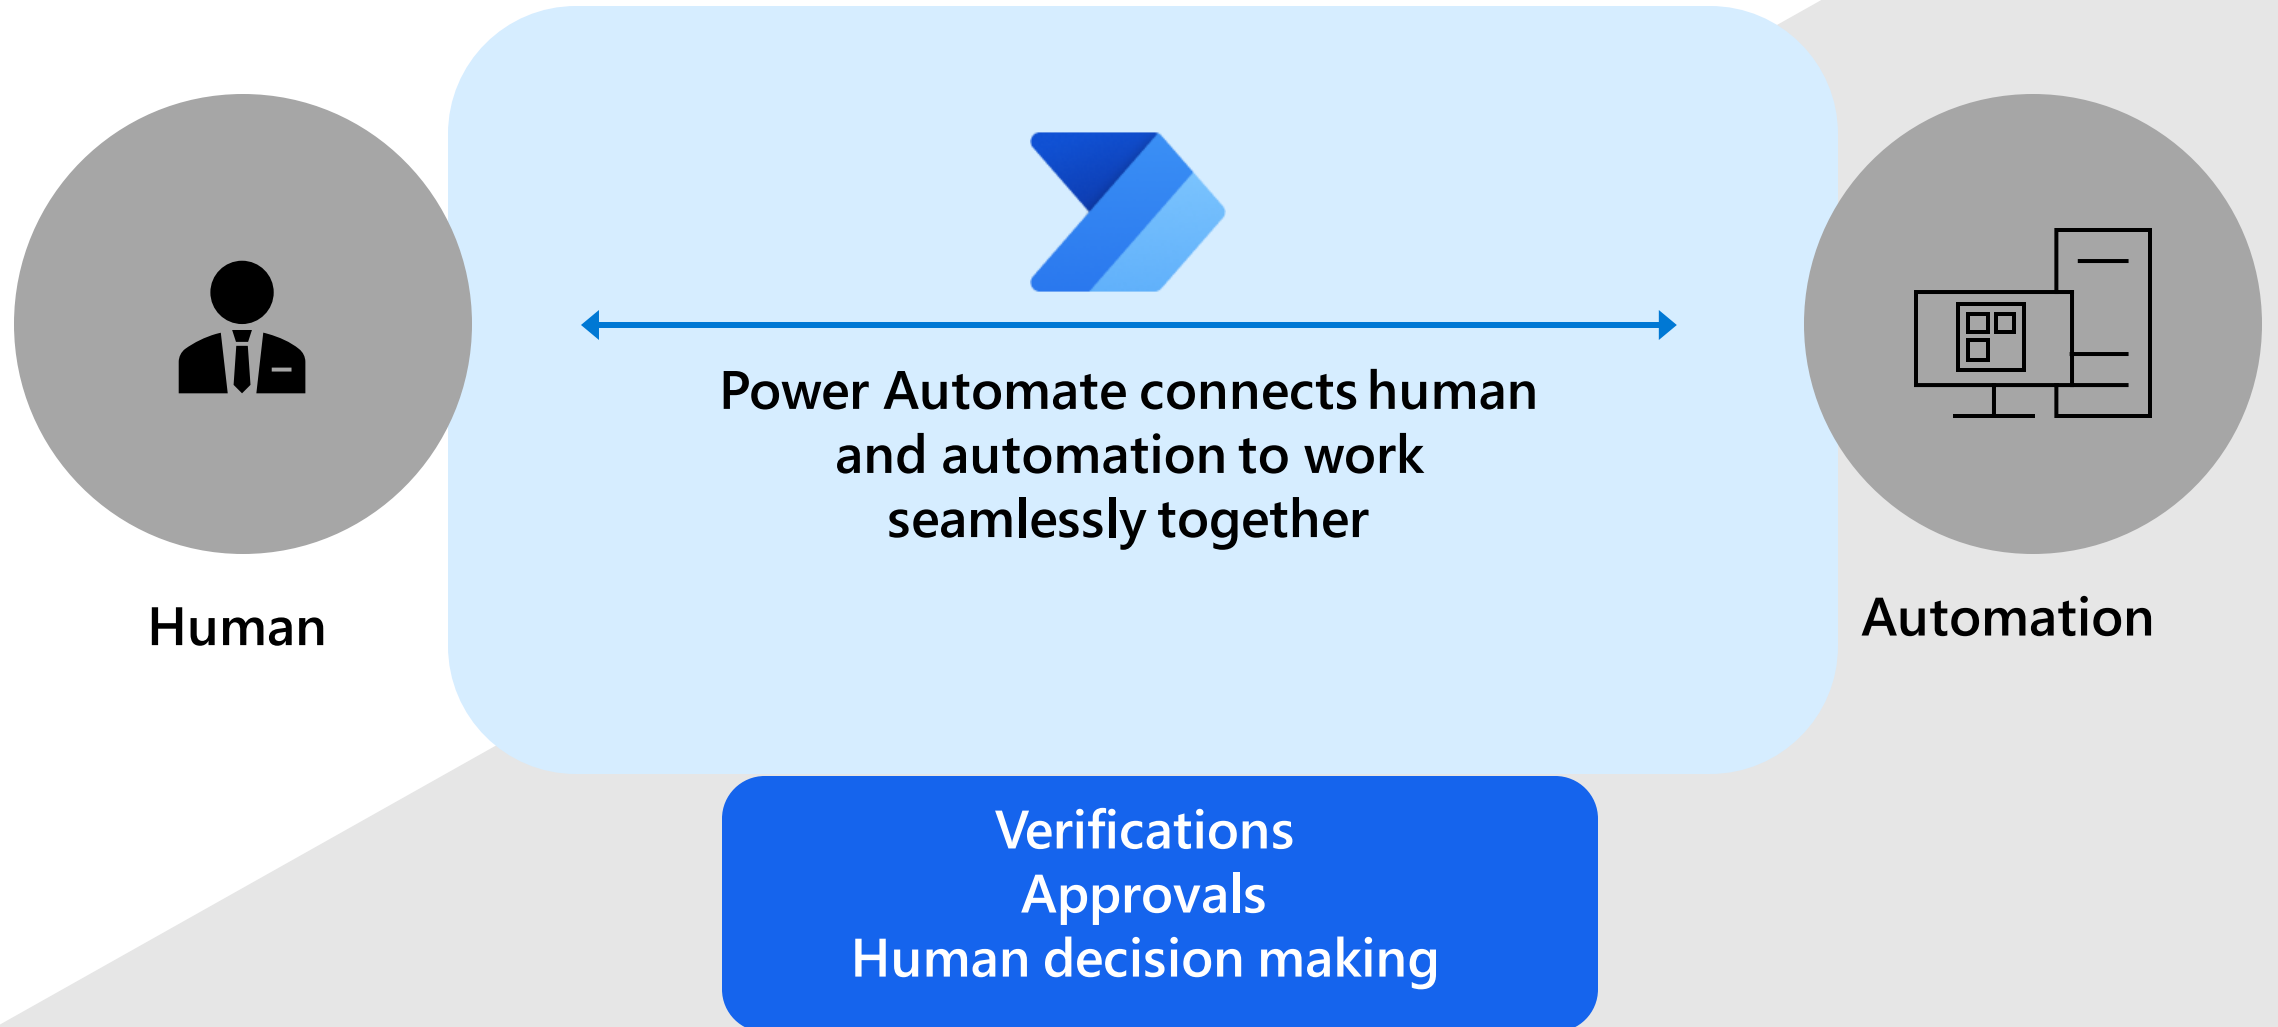 Power Automate connects human
and automation to work
seamlessly together
Human
Automation
Verifications
Approvals
Human decision making